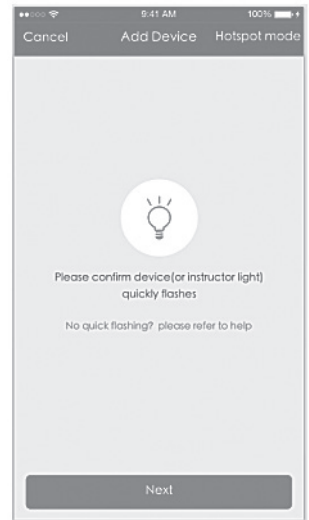 9:41 AM 100%
Cancel Add Device Hotspot mode
Please confirm device(or instructor light)
quickly flashes
No quick flashing? please refer to help
Next